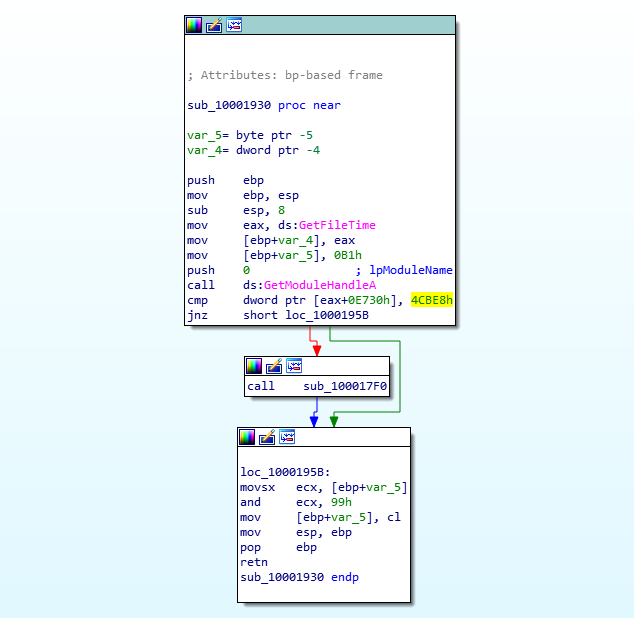 ; Attributes: bp-based frame
sub_10001930 proc near
var_5= byte ptr -5
var_4= dword ptr -4
push    ebp
mov     ebp, esp
sub     esp, 8
mov     eax, ds:GetFileTime
mov     [ebp+var_4], eax
mov     [ebp+var_5], 0B1h
push    0               ; lpModuleName
call    ds:GetModuleHandleA
cmp     dword ptr [eax+0E730h], 4CBE8h
jnz     short loc_1000195B
call    sub_100017F0
loc_1000195B:
movsx   ecx, [ebp+var_5]
and     ecx, 99h
mov     [ebp+var_5], cl
mov     esp, ebp
pop     ebp
retn
sub_10001930 endp